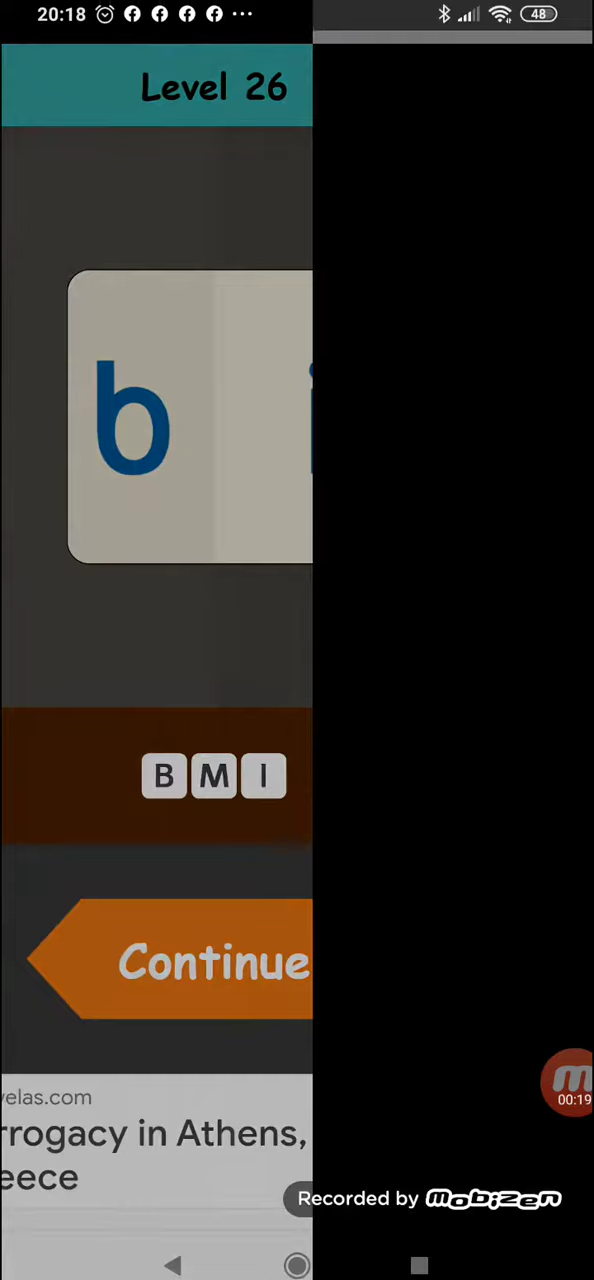 20:18 ... 48
Level 26
b i
B M I
Continue
velas.com
rrogacy in Athens,
eece
00:19
Recorded by mobizen